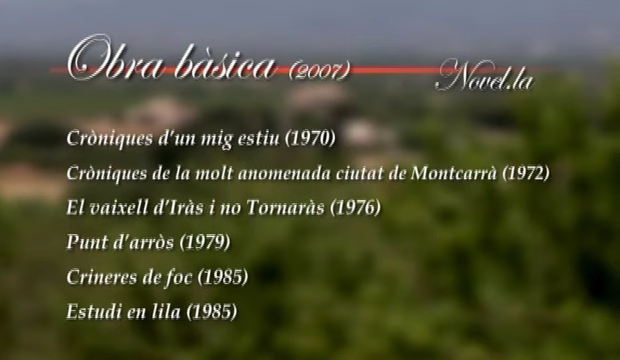 Obra bàsica (2007)
Novel.la
Cròniques d'un mig estiu (1970)
Cròniques de la molt anomenada ciutat de Montcarrà (1972)
El vaixell d'Iràs i no Tornaràs (1976)
Punt d'arròs (1979)
Crineres de foc (1985)
Estudi en lila (1985)